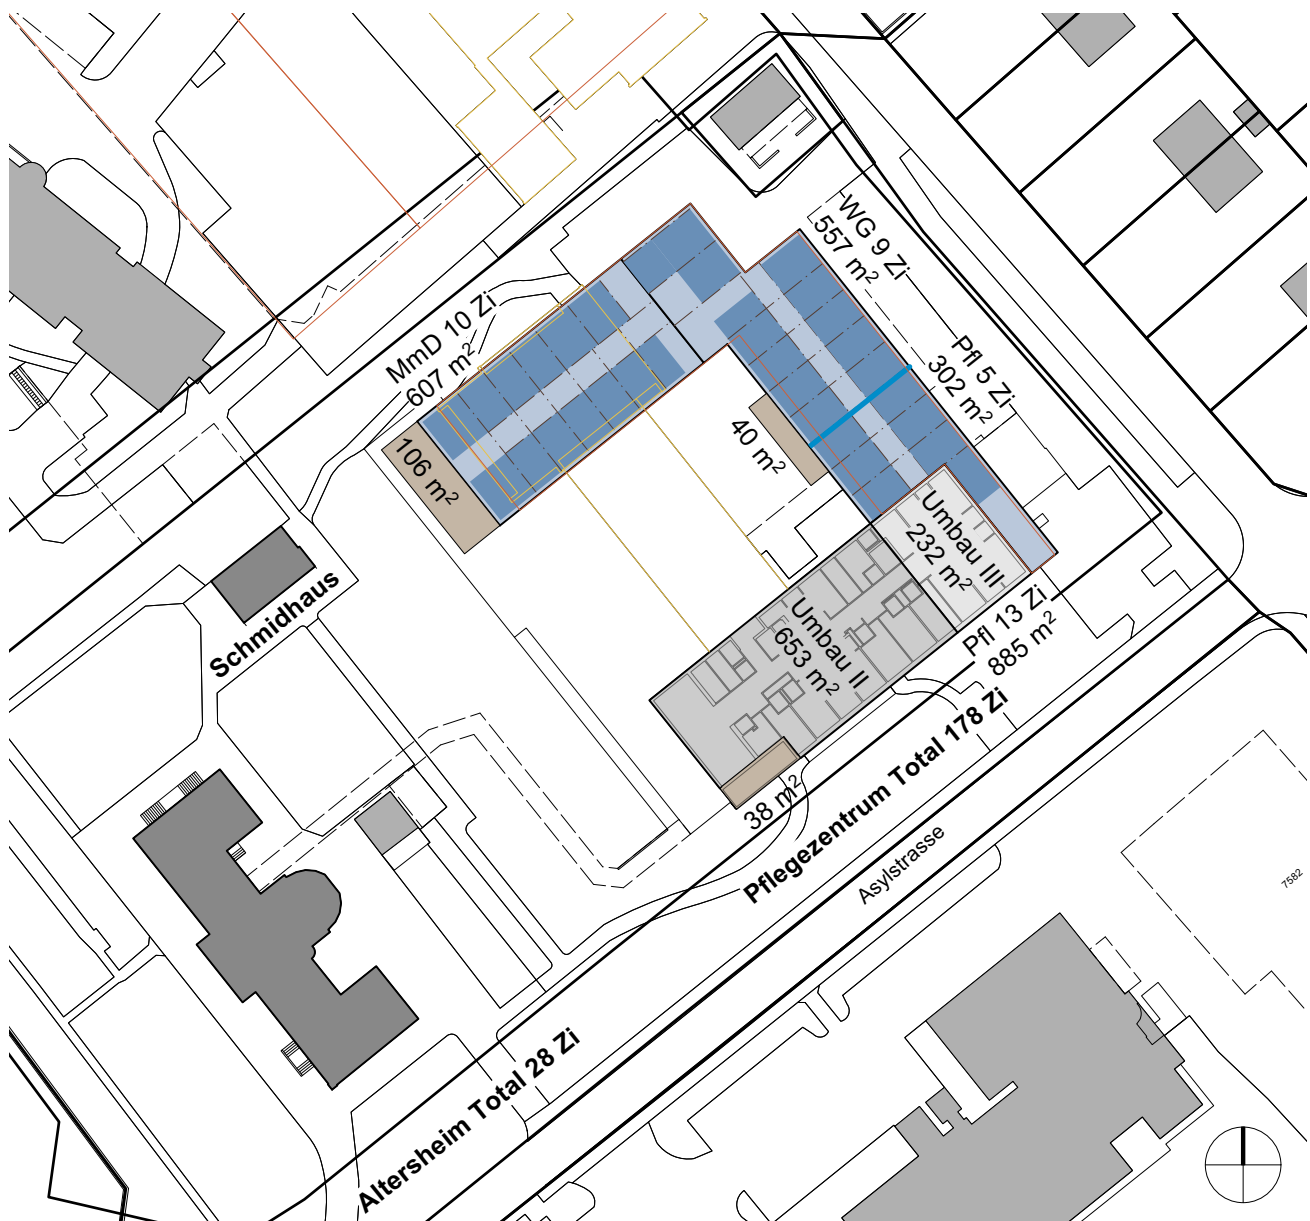 WG 9 Zi
557 m²
MmD 10 Zi
607 m²
Pfl 5 Zi
302 m²
106 m²
40 m²
Umbau III
232 m²
Umbau II
653 m²
Pfl 13 Zi
885 m²
Schmidhaus
38 m²
Pflegezentrum Total 178 Zi
Asylstrasse
7582
Altersheim Total 28 Zi